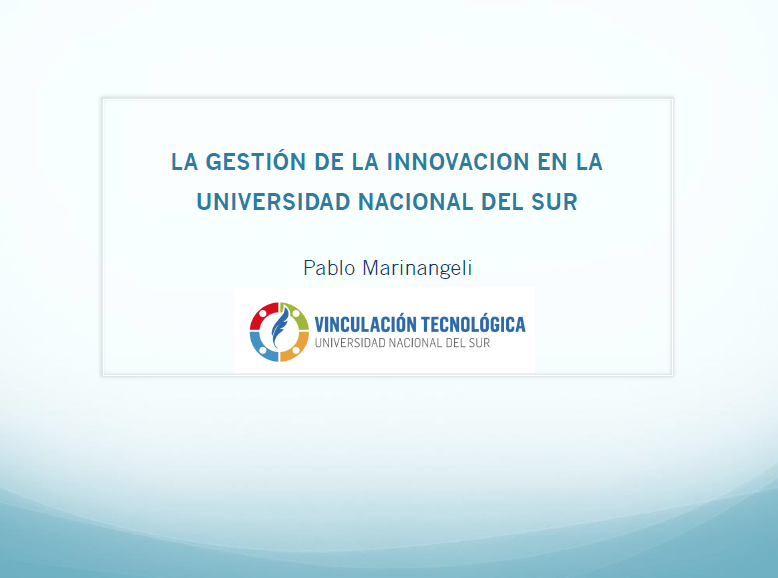 LA GESTIÓN DE LA INNOVACION EN LA
UNIVERSIDAD NACIONAL DEL SUR
Pablo Marinangeli
VINCULACIÓN TECNOLÓGICA
UNIVERSIDAD NACIONAL DEL SUR